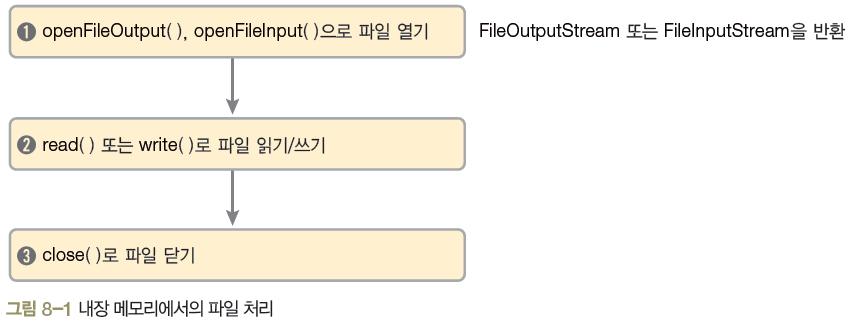 ❶ openFileOutput( ), openFileInput( )으로 파일 열기
FileOutputStream 또는 FileInputStream을 반환
❷ read( ) 또는 write( )로 파일 읽기/쓰기
❸ close( )로 파일 닫기
그림 8-1 내장 메모리에서의 파일 처리